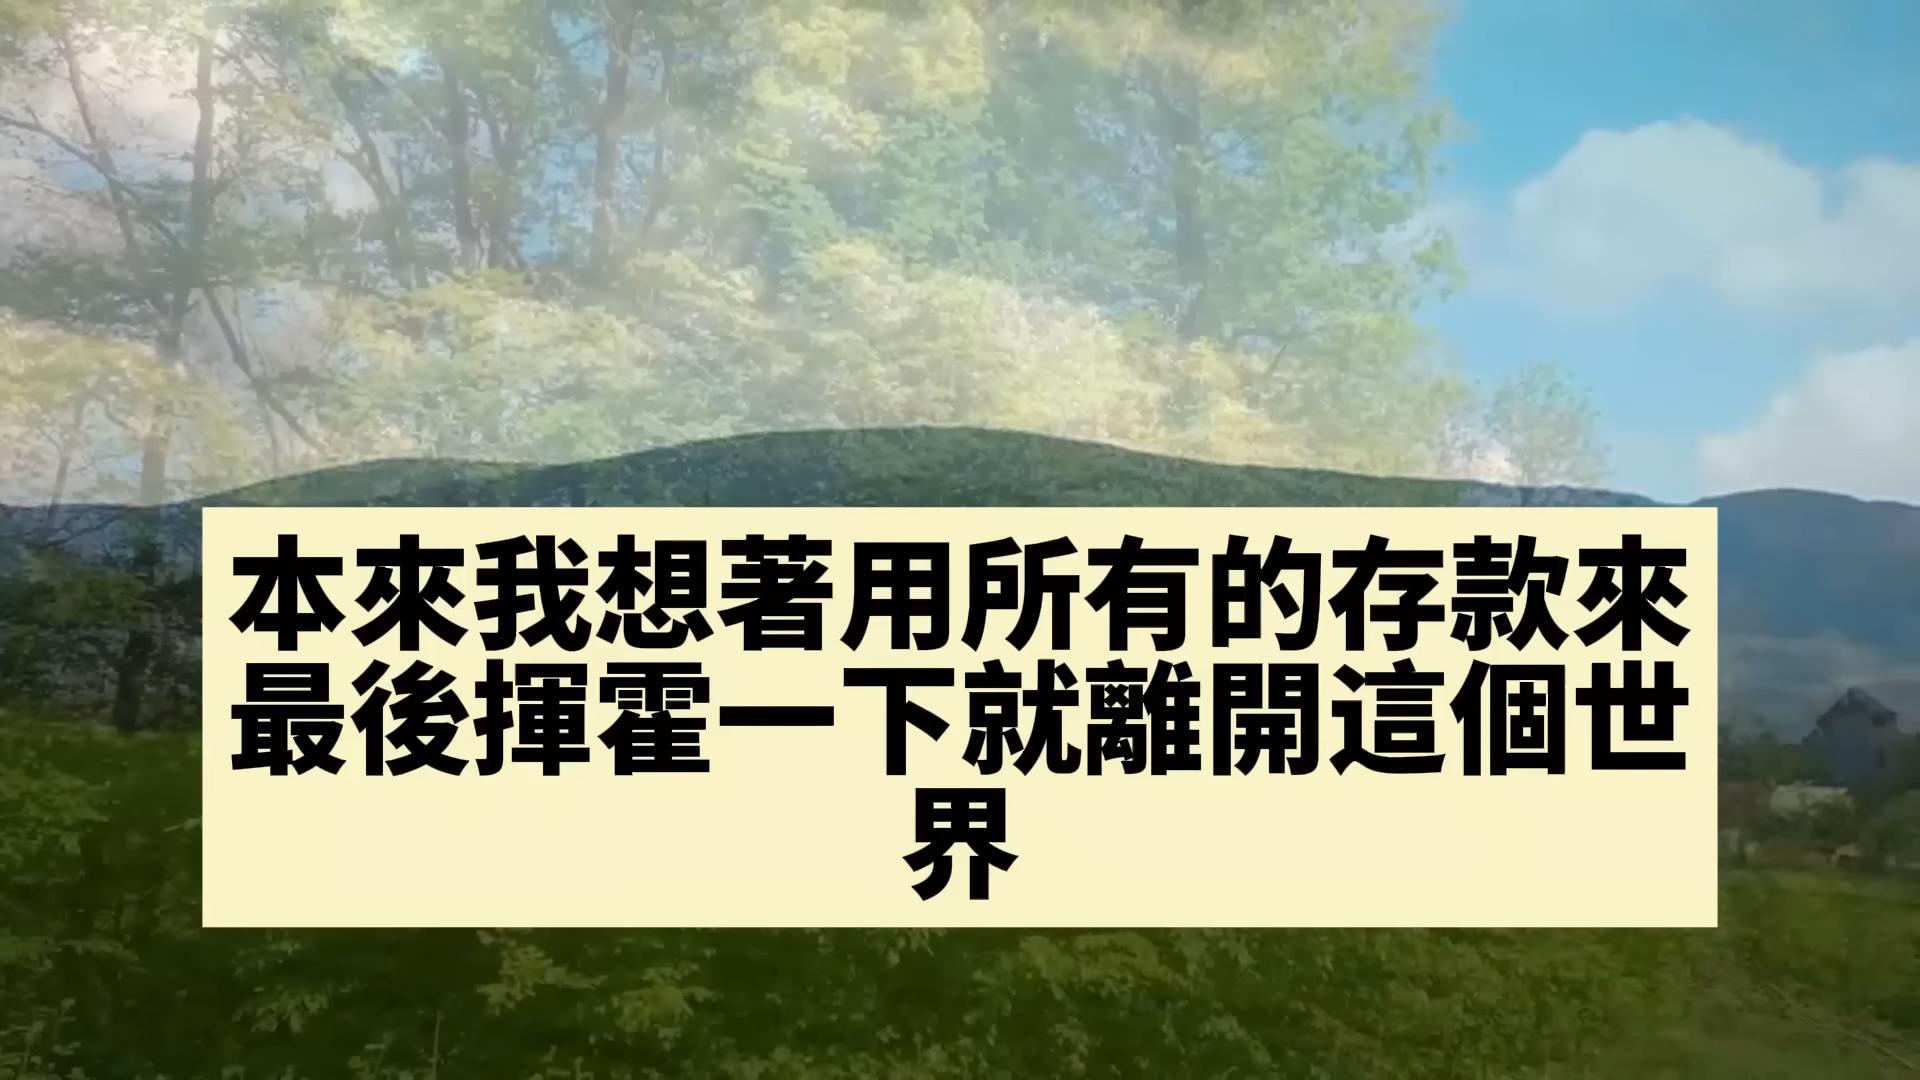 本來我想著用所有的存款來
最後揮霍一下就離開這個世
界